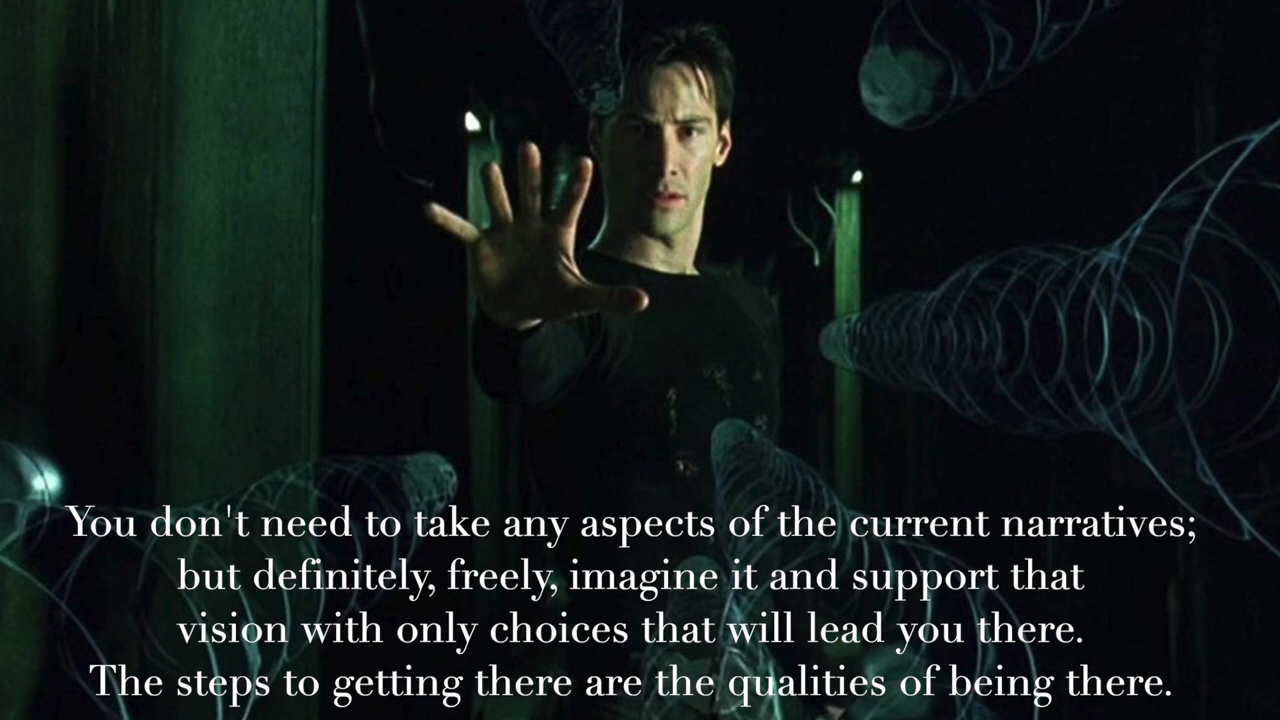 You don't need to take any aspects of the current narratives;
but definitely, freely, imagine it and support that
vision with only choices that will lead you there.
The steps to getting there are the qualities of being there.